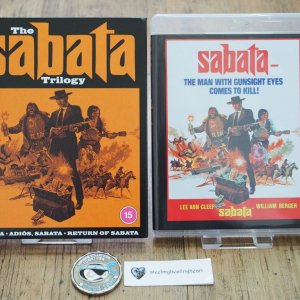 The
Sabata
Trilogy
15
A • ADIÓS, SABATA • RETURN OF SABATA
sabata–
THE MAN WITH GUNSIGHT EYES
COMES TO KILL!
LEE VAN CLEEF
sabata
WILLIAM BERGER